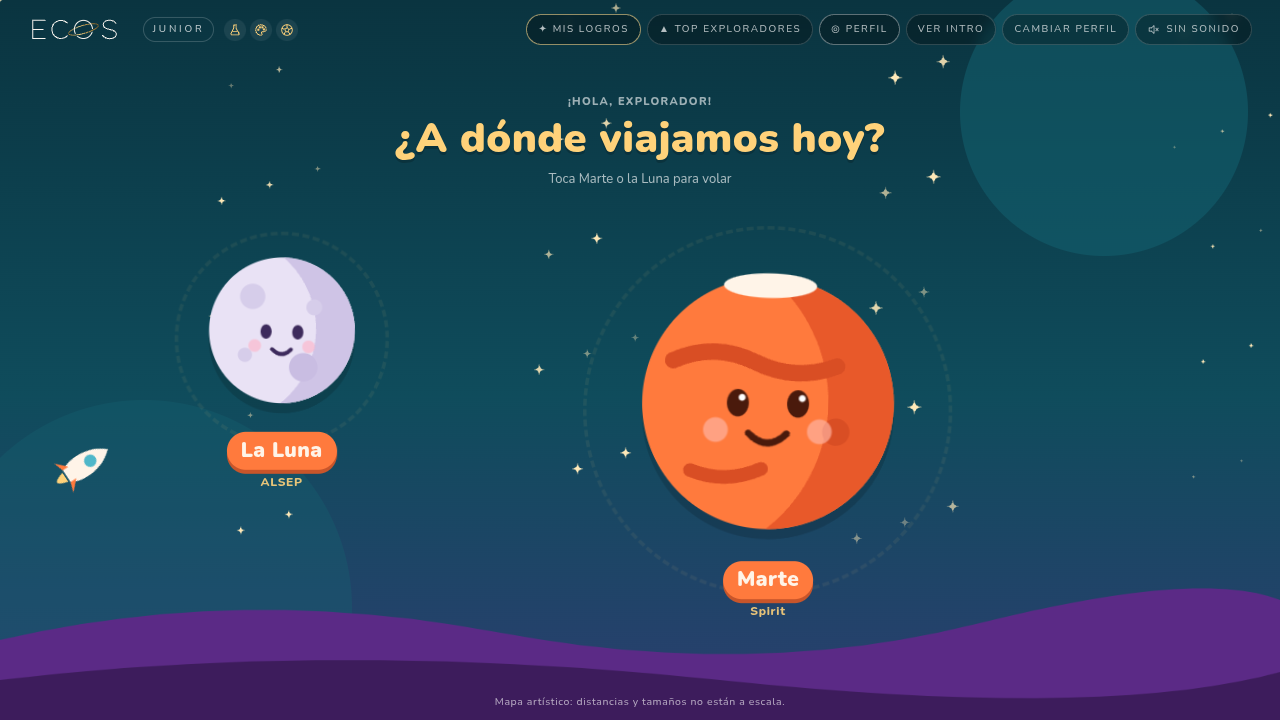 ECOS
JUNIOR
✦ MIS LOGROS
▲ TOP EXPLORADORES
◎ PERFIL
VER INTRO
CAMBIAR PERFIL
SIN SONIDO
¡HOLA, EXPLORADOR!
¿A dónde viajamos hoy?
Toca Marte o la Luna para volar
La Luna
ALSEP
Marte
Spirit
Mapa artístico: distancias y tamaños no están a escala.